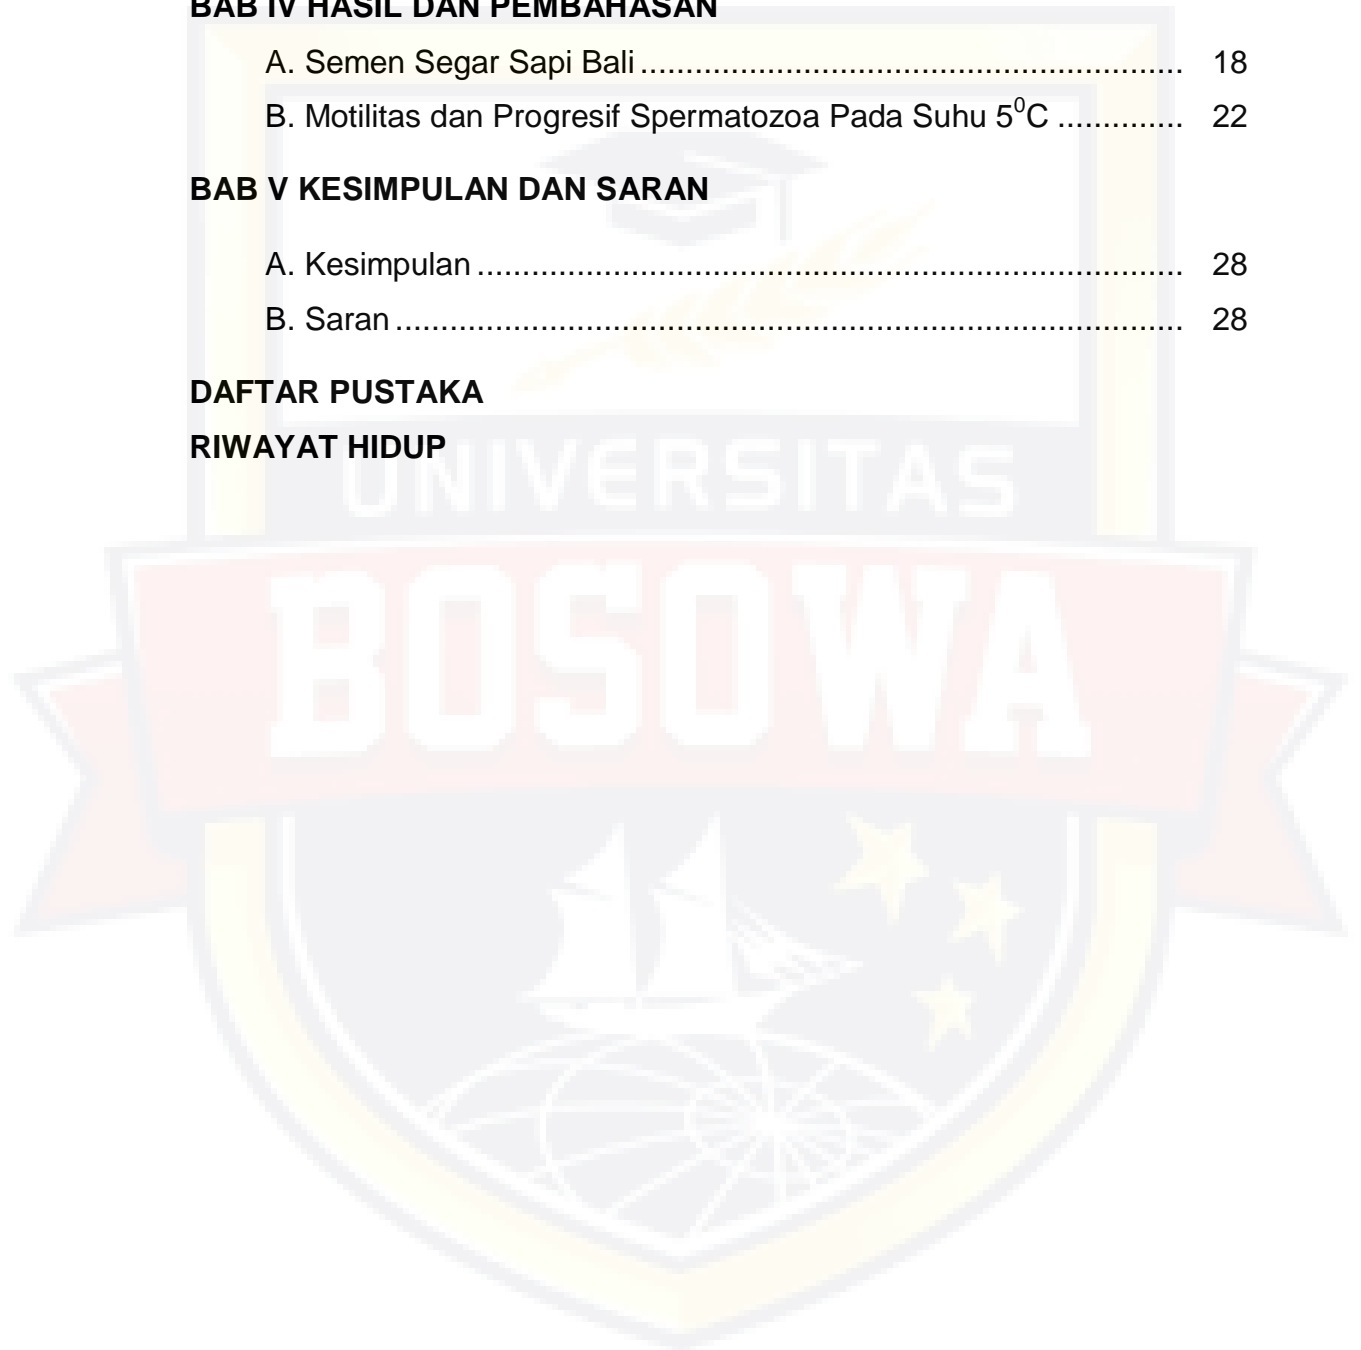 BAB IV HASIL DAN PEMBAHASAN
A. Semen Segar Sapi Bali ............................................................ 18
B. Motilitas dan Progresif Spermatozoa Pada Suhu 5⁰C .............. 22
BAB V KESIMPULAN DAN SARAN
A. Kesimpulan .............................................................................. 28
B. Saran ....................................................................................... 28
DAFTAR PUSTAKA
RIWAYAT HIDUP
UNIVERSITAS
BOSOWA